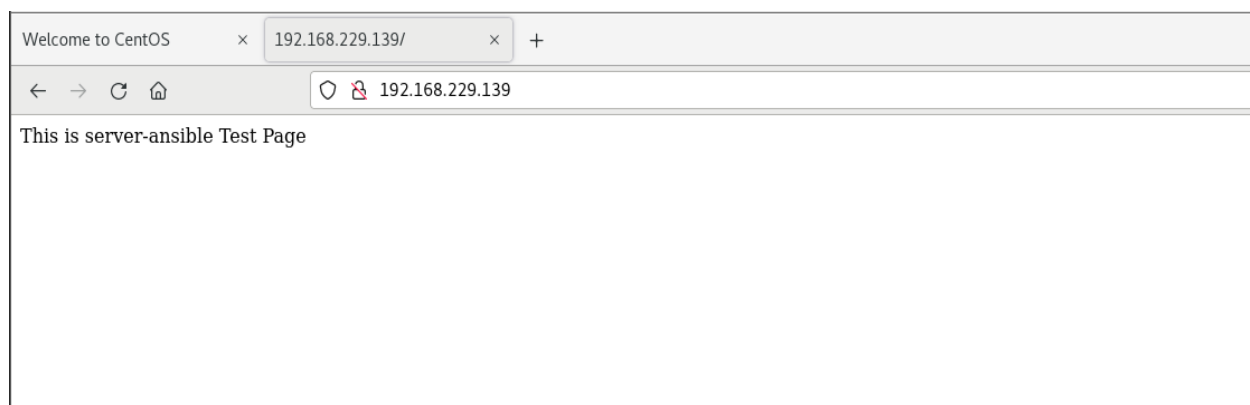 Welcome to CentOS × 192.168.229.139/ × +
192.168.229.139
This is server-ansible Test Page